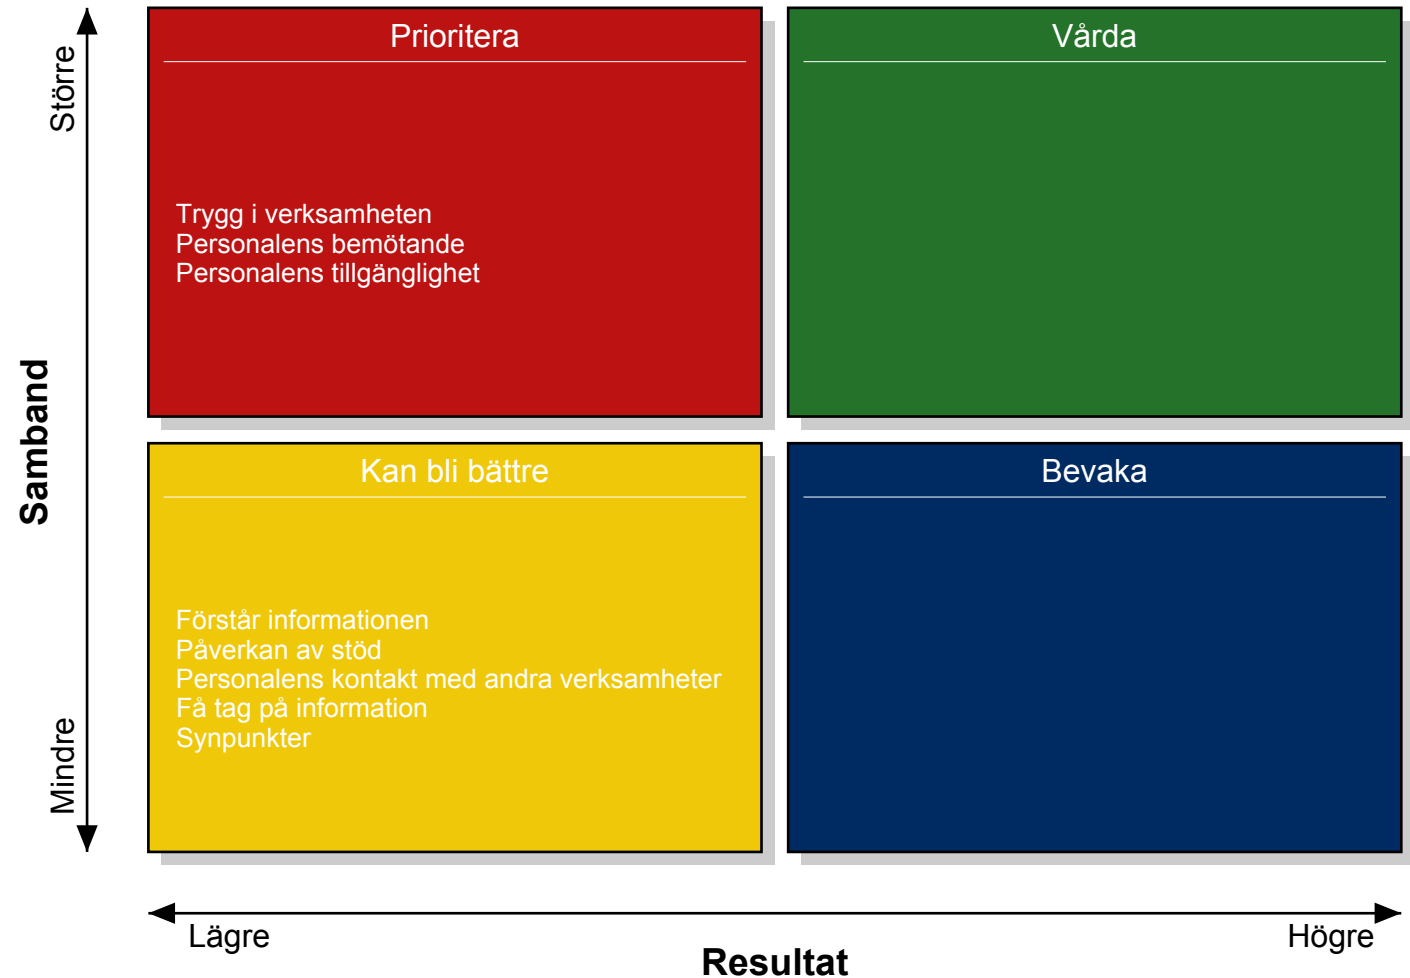 Prioritera
Vårda
Större
Trygg i verksamheten
Personalens bemötande
Personalens tillgänglighet
Samband
Kan bli bättre
Bevaka
Förstår informationen
Påverkan av stöd
Personalens kontakt med andra verksamheter
Få tag på information
Synpunkter
Mindre
Lägre
Högre
Resultat